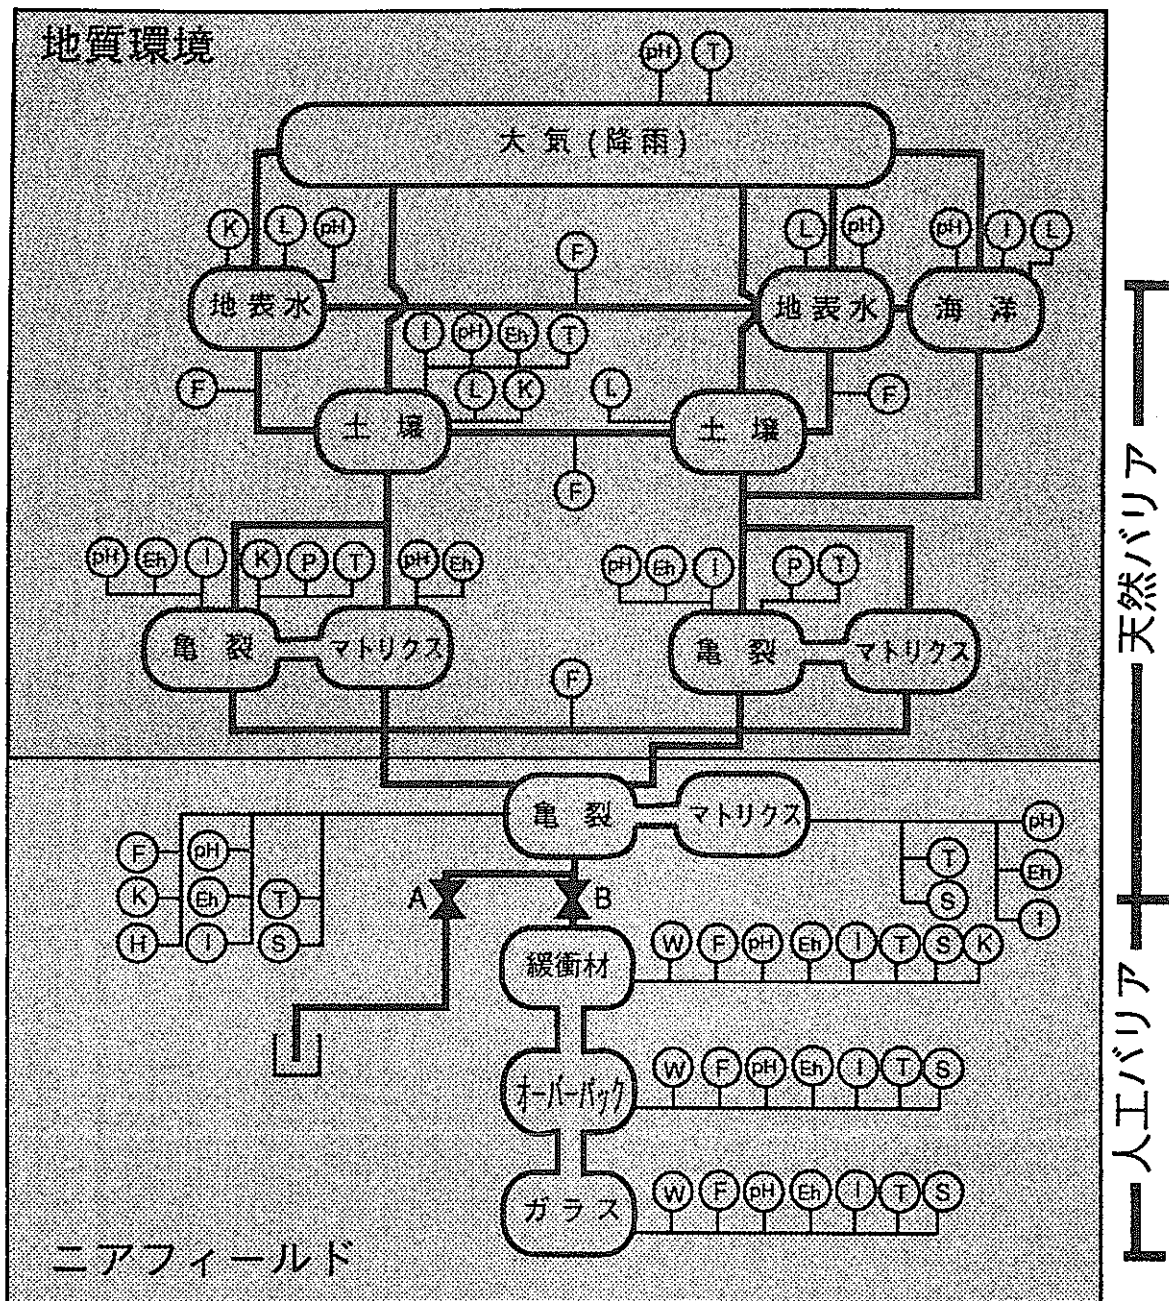 地質環境
pH T
大気(降雨)
K L pH
F
L pH
pH I L
地表水
地表水
海洋
I pH Eh T
F
L K
L
F
土壌
土壌
F
pH Eh I K P T pH Eh
pH Eh I P T
亀裂
マトリクス
亀裂
マトリクス
F
亀裂
マトリクス
F pH
K Eh T
H I S
pH
T Eh
S I
A B
緩衝材
W F pH Eh I T S K
オーバーパック
W F pH Eh I T S
ガラス
W F pH Eh I T S
ニアフィールド
天然バリア
人工バリア